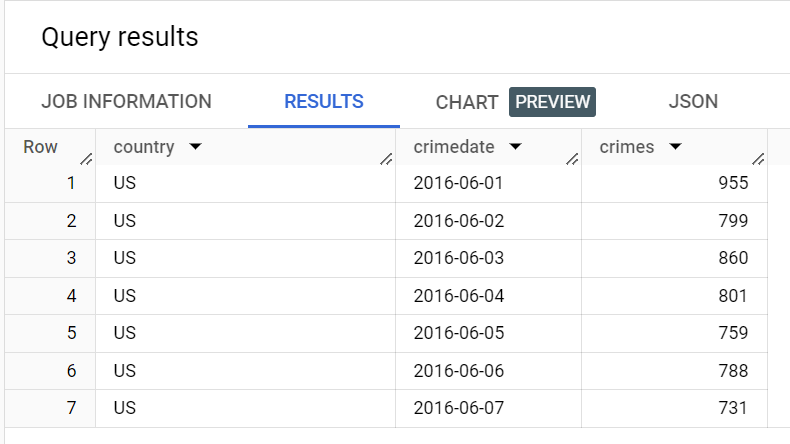 Query results
JOB INFORMATION RESULTS CHART PREVIEW JSON
Row country crimedate crimes
1 US 2016-06-01 955
2 US 2016-06-02 799
3 US 2016-06-03 860
4 US 2016-06-04 801
5 US 2016-06-05 759
6 US 2016-06-06 788
7 US 2016-06-07 731